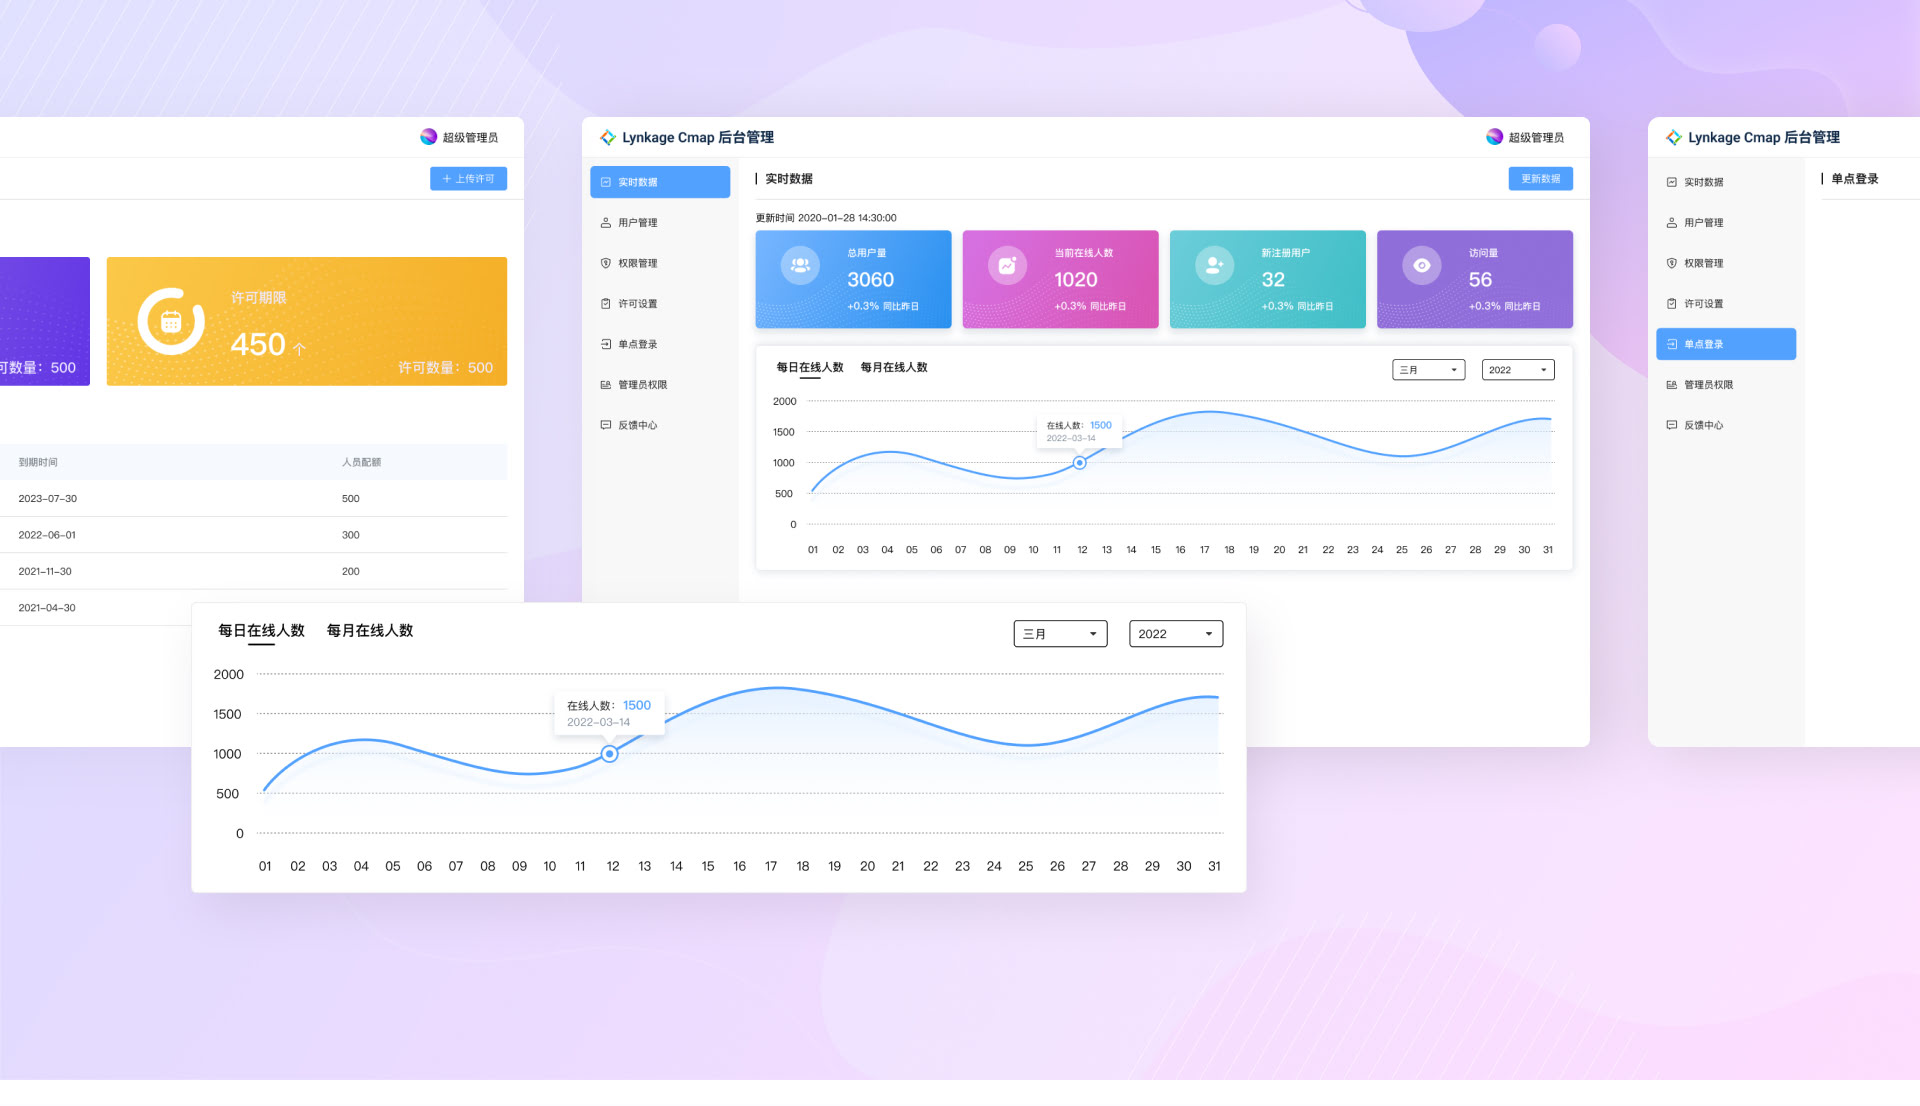 超级管理员
上传许可
可数量：500
许可期限
450 个
许可数量：500
到期时间 人员配额
2023-07-30 500
2022-06-01 300
2021-11-30 200
2021-04-30
Lynkage Cmap 后台管理
超级管理员
实时数据
用户管理
权限管理
许可设置
单点登录
管理员权限
反馈中心
实时数据
更新数据
更新时间 2020-01-28 14:30:00
总用户量
3060
+0.3% 同比昨日
当前在线人数
1020
+0.3% 同比昨日
新注册用户
32
+0.3% 同比昨日
访问量
56
+0.3% 同比昨日
每日在线人数 每月在线人数
三月 2022
2000
1500
1000
500
0
在线人数：1500
2022-03-14
01 02 03 04 05 06 07 08 09 10 11 12 13 14 15 16 17 18 19 20 21 22 23 24 25 26 27 28 29 30 31
Lynkage Cmap 后台管理
实时数据
用户管理
权限管理
许可设置
单点登录
管理员权限
反馈中心
单点登录
每日在线人数 每月在线人数
三月 2022
2000
1500
1000
500
0
在线人数：1500
2022-03-14
01 02 03 04 05 06 07 08 09 10 11 12 13 14 15 16 17 18 19 20 21 22 23 24 25 26 27 28 29 30 31